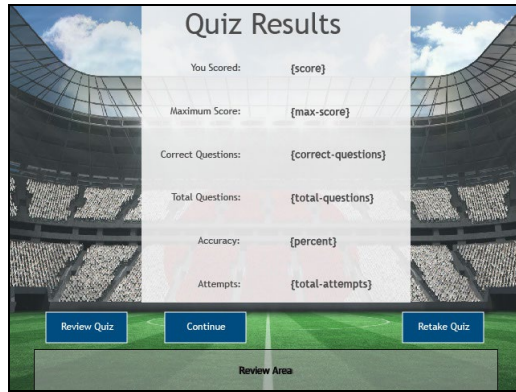 Quiz Results
You Scored: {score}
Maximum Score: {max-score}
Correct Questions: {correct-questions}
Total Questions: {total-questions}
Accuracy: {percent}
Attempts: {total-attempts}
Review Quiz Continue Retake Quiz
Review Area